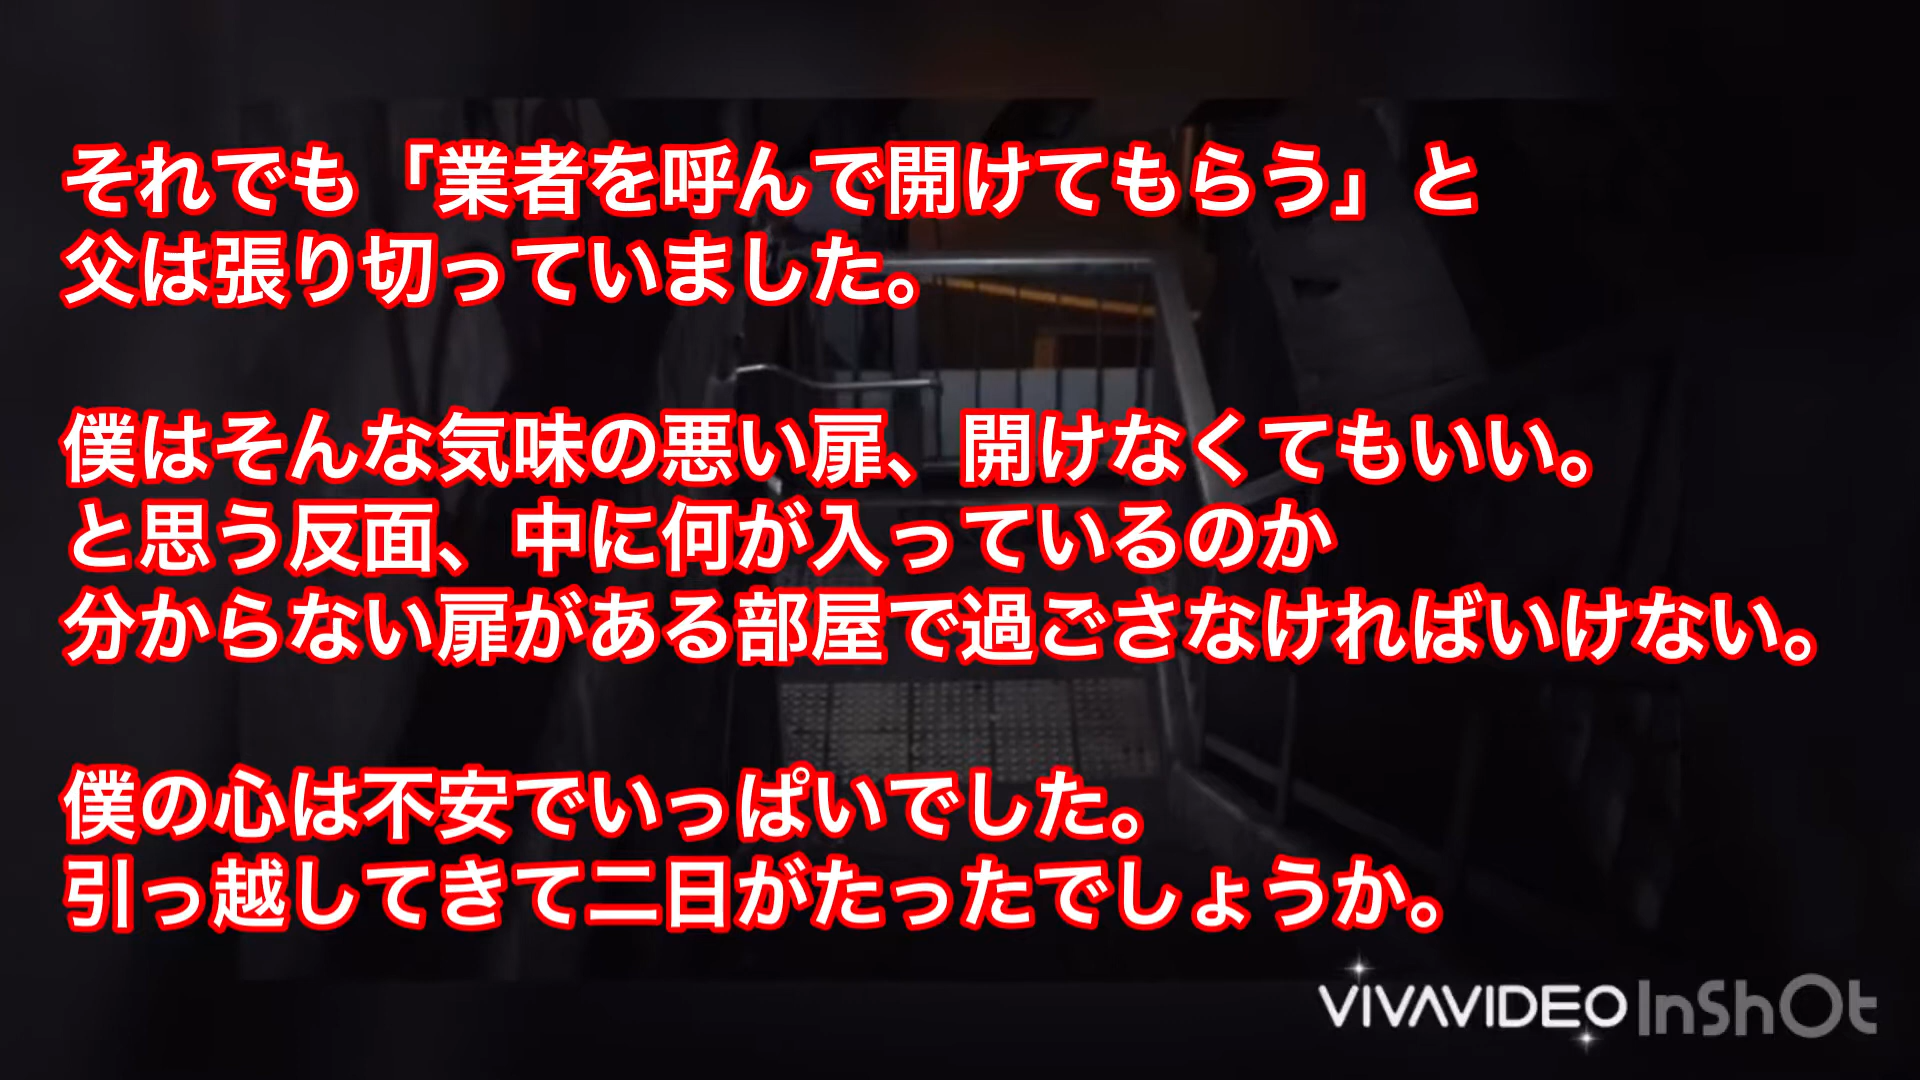 それでも「業者を呼んで開けてもらう」と
父は張り切っていました。
僕はそんな気味の悪い扉、開けなくてもいい。
と思う反面、中に何が入っているのか
分からない扉がある部屋で過ごさなければいけない。
僕の心は不安でいっぱいでした。
引っ越してきて二日がたったでしょうか。
VIVAVIDEO InShOt